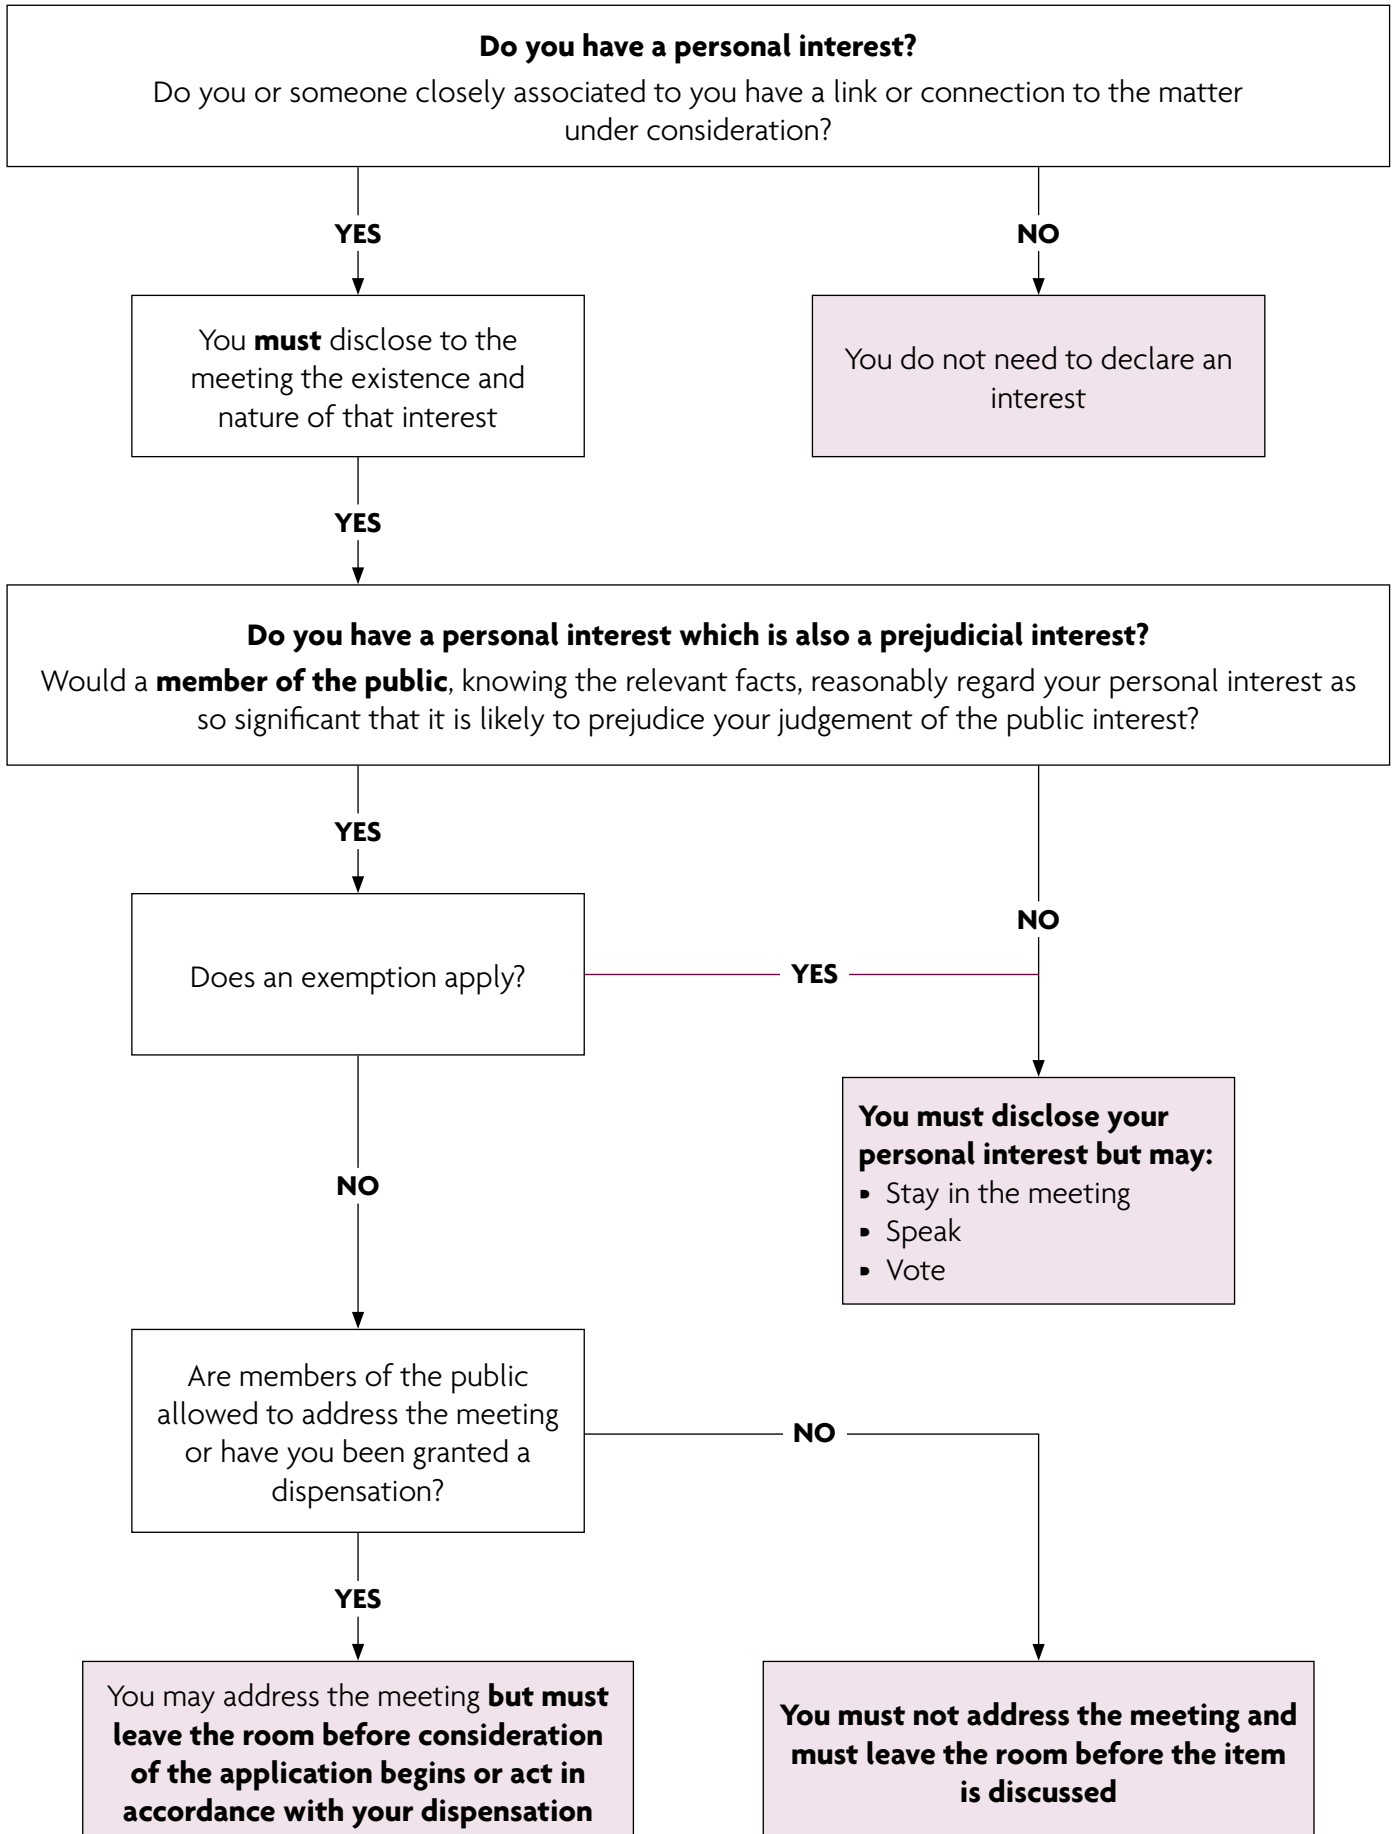 Do you have a personal interest?
Do you or someone closely associated to you have a link or connection to the matter
under consideration?
YES
NO
You must disclose to the
meeting the existence and
nature of that interest
You do not need to declare an
interest
YES
Do you have a personal interest which is also a prejudicial interest?
Would a member of the public, knowing the relevant facts, reasonably regard your personal interest as
so significant that it is likely to prejudice your judgement of the public interest?
YES
NO
Does an exemption apply?
YES
You must disclose your
personal interest but may:
• Stay in the meeting
• Speak
• Vote
NO
Are members of the public
allowed to address the meeting
or have you been granted a
dispensation?
NO
YES
You may address the meeting but must
leave the room before consideration
of the application begins or act in
accordance with your dispensation
You must not address the meeting and
must leave the room before the item
is discussed